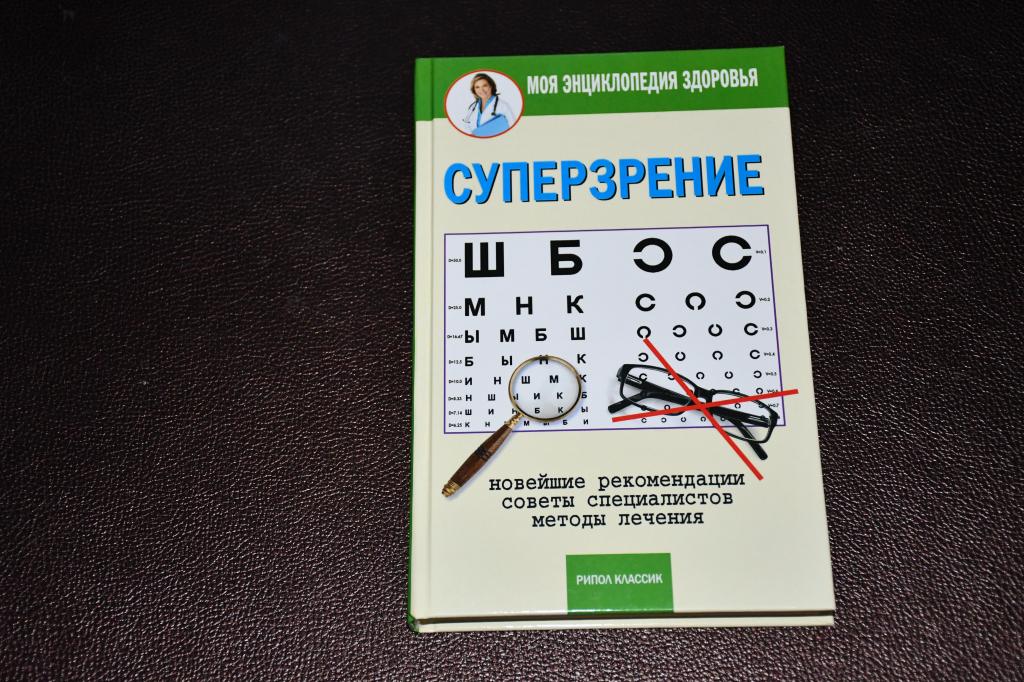 МОЯ ЭНЦИКЛОПЕДИЯ ЗДОРОВЬЯ
СУПЕРЗРЕНИЕ
Ш Б
М Н К
Ы М Б Ш
Б Ы Н К
И Н Ш М К
Н Ш Ы И К Б
Ш И Н Б К Ы
К Н Ш М Ы Б И
новейшие рекомендации
советы специалистов
методы лечения
РИПОЛ КЛАССИК